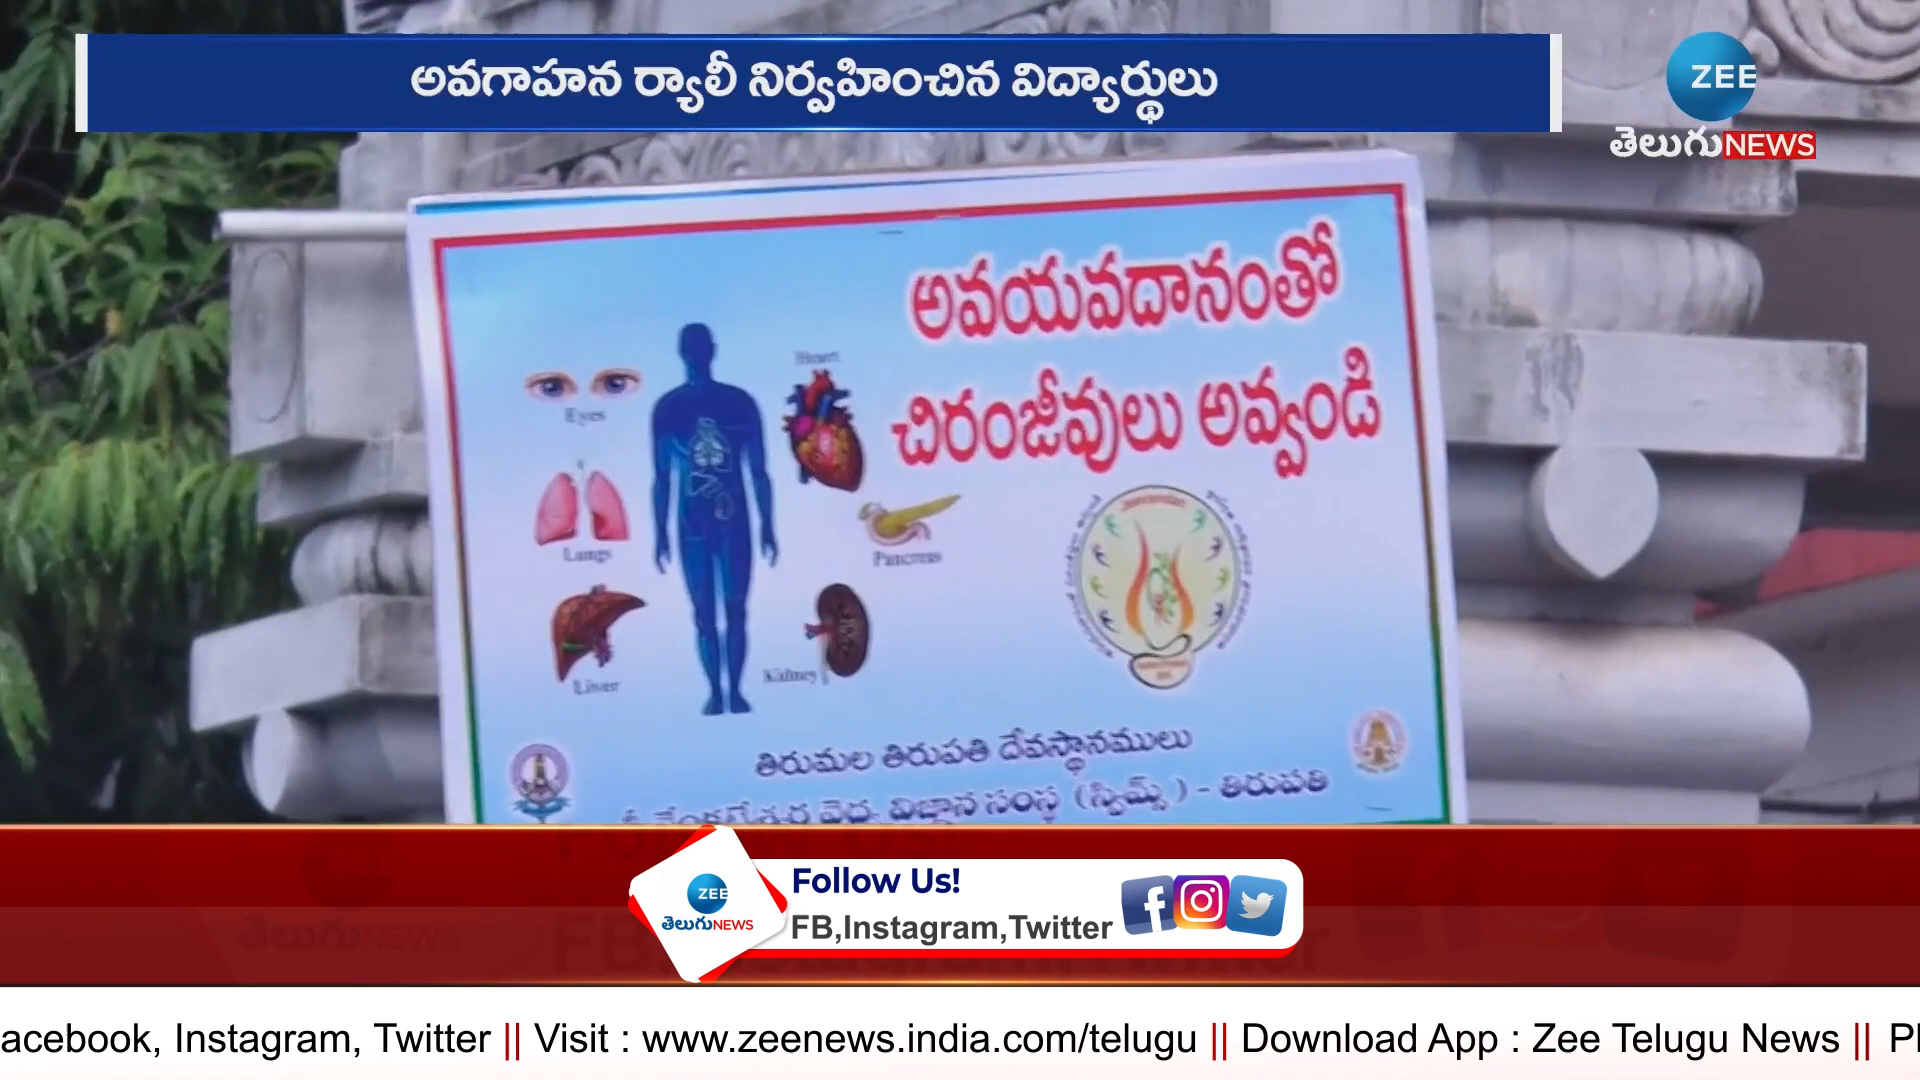 అవగాహన ర్యాలీ నిర్వహించిన విద్యార్థులు
ZEE
తెలుగు NEWS
అవయవదానంతో
చిరంజీవులు అవ్వండి
Heart
Eyes
Lungs
Pancreas
Liver
Kidney
తిరుమల తిరుపతి దేవస్థానములు
శ్రీ వేంకటేశ్వర వైద్య విజ్ఞాన సంస్థ (స్విమ్స్) - తిరుపతి
ZEE
తెలుగు NEWS
Follow Us!
FB,Instagram,Twitter
acebook, Instagram, Twitter || Visit : www.zeenews.india.com/telugu || Download App : Zee Telugu News ||